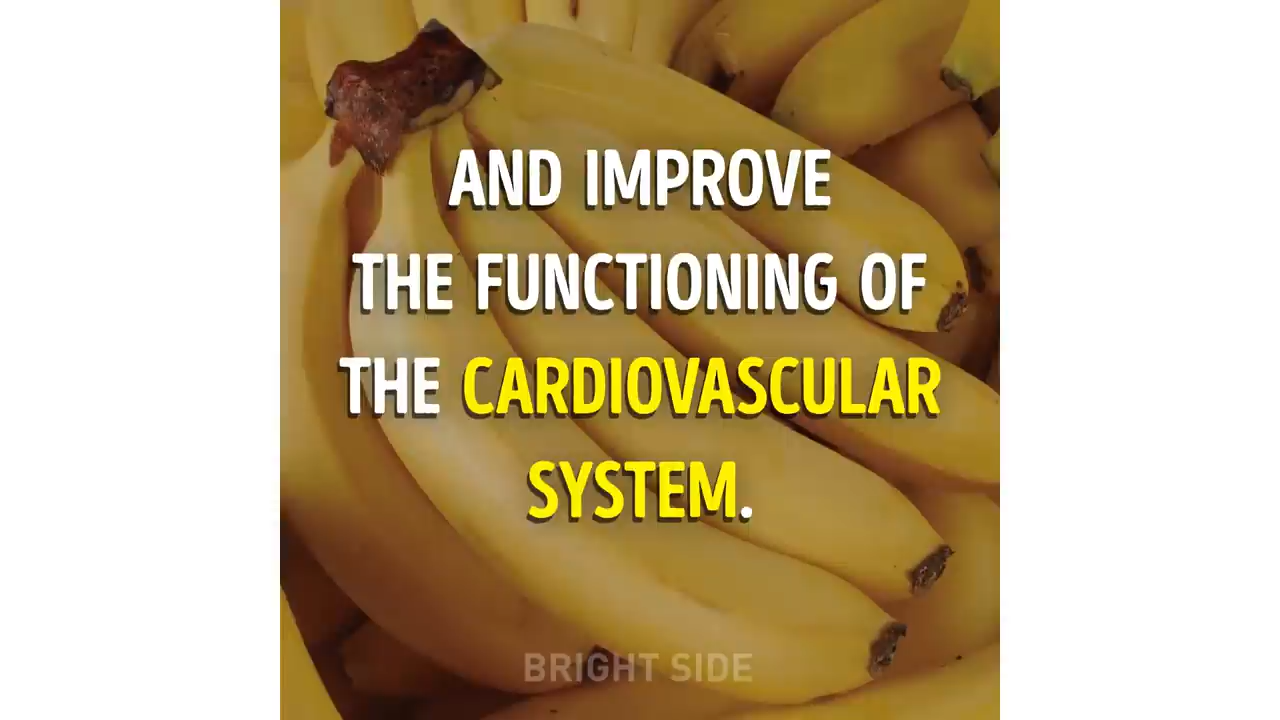 AND IMPROVE
THE FUNCTIONING OF
THE CARDIOVASCULAR
SYSTEM.
BRIGHT SIDE